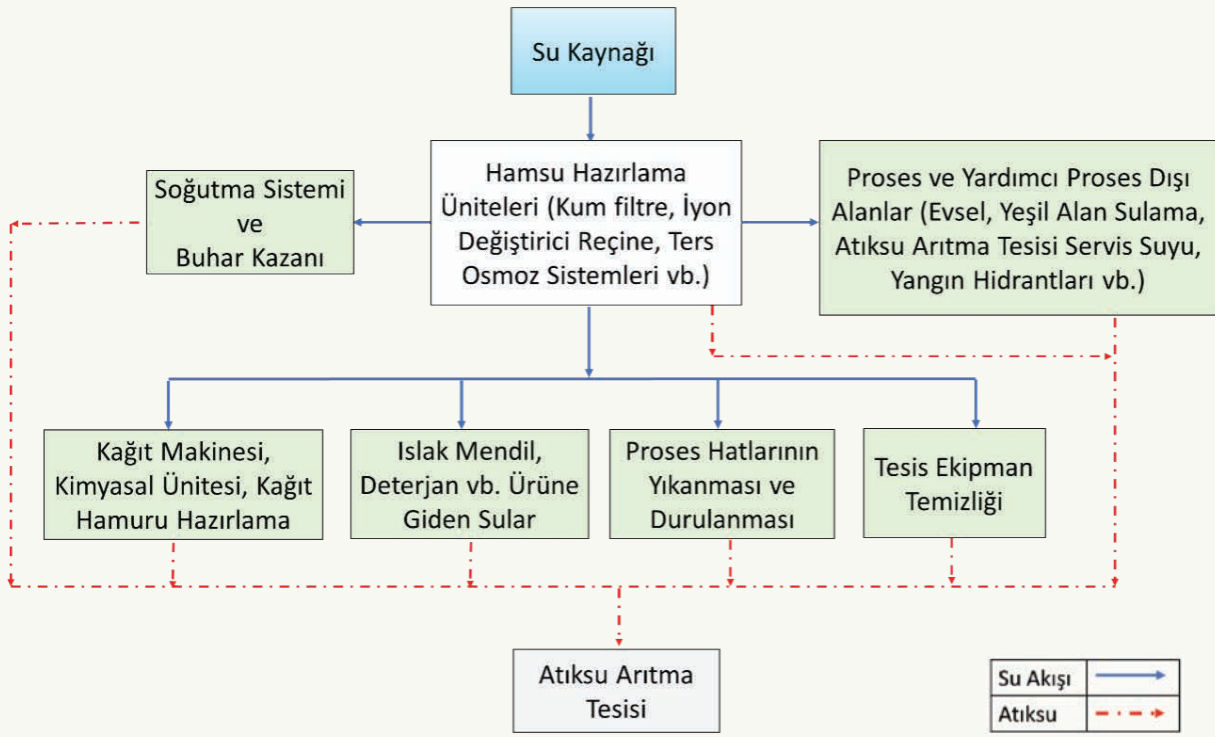 Su Kaynağı
Hamsu Hazırlama
Üniteleri (Kum filtre, İyon
Değiştirici Reçine, Ters
Osmoz Sistemleri vb.)
Soğutma Sistemi
ve
Buhar Kazanı
Proses ve Yardımcı Proses Dışı
Alanlar (Evsel, Yeşil Alan Sulama,
Atıksu Arıtma Tesisi Servis Suyu,
Yangın Hidrantları vb.)
Kağıt Makinesi,
Kimyasal Ünitesi, Kağıt
Hamuru Hazırlama
Islak Mendil,
Deterjan vb. Ürüne
Giden Sular
Proses Hatlarının
Yıkanması ve
Durulanması
Tesis Ekipman
Temizliği
Atıksu Arıtma
Tesisi
Su Akışı
Atıksu